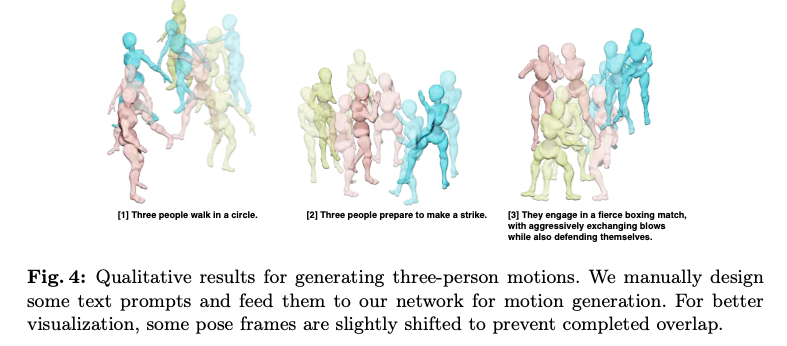 [1] Three people walk in a circle.
[2] Three people prepare to make a strike.
[3] They engage in a fierce boxing match,
with aggressively exchanging blows
while also defending themselves.
Fig. 4: Qualitative results for generating three-person motions. We manually design
some text prompts and feed them to our network for motion generation. For better
visualization, some pose frames are slightly shifted to prevent completed overlap.